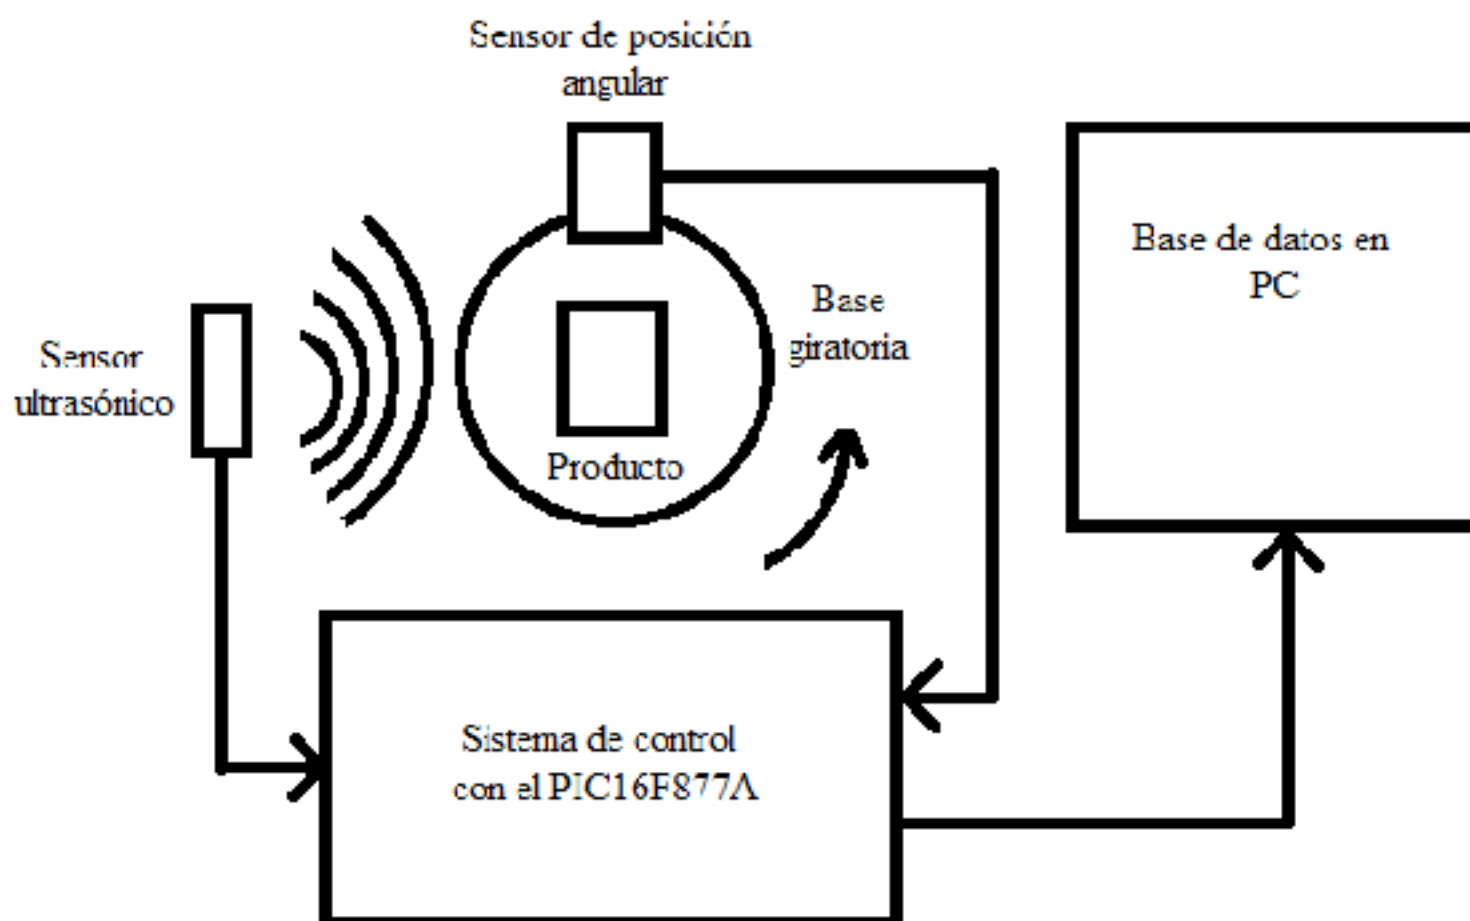 Sensor de posición
angular
Base de datos en
PC
Base
giratoria
Sensor
ultrasónico
Producto
Sistema de control
con el PIC16F877A